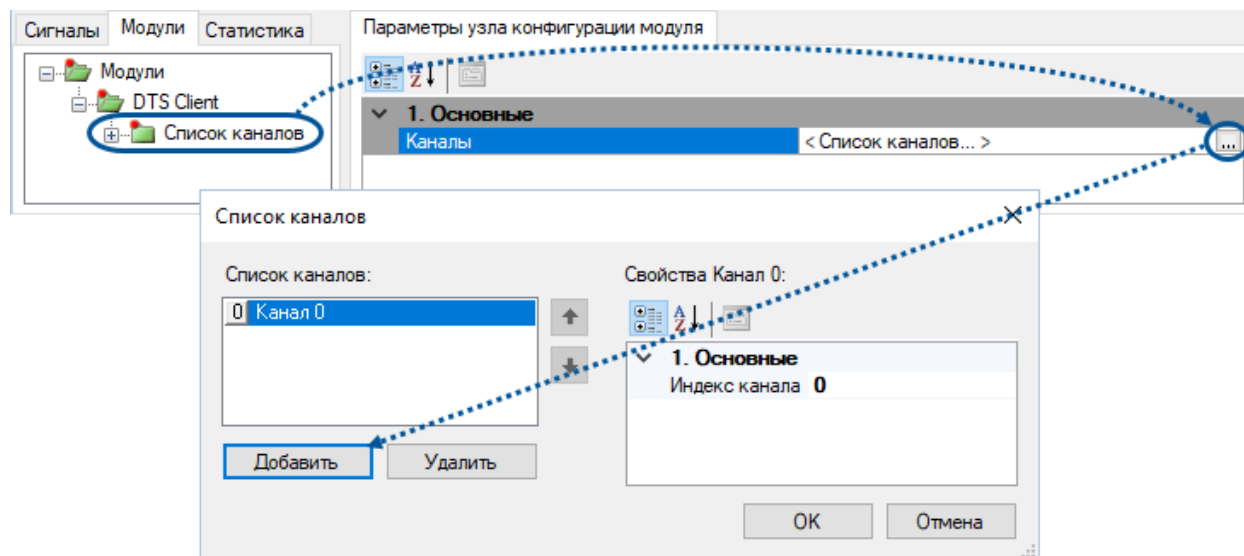 Сигналы Модули Статистика
Параметры узла конфигурации модуля
Модули
DTS Client
Список каналов
1. Основные
Каналы < Список каналов... >
...
Список каналов
Список каналов:
0 Канал 0
Добавить Удалить
Свойства Канал 0:
1. Основные
Индекс канала 0
OK Отмена